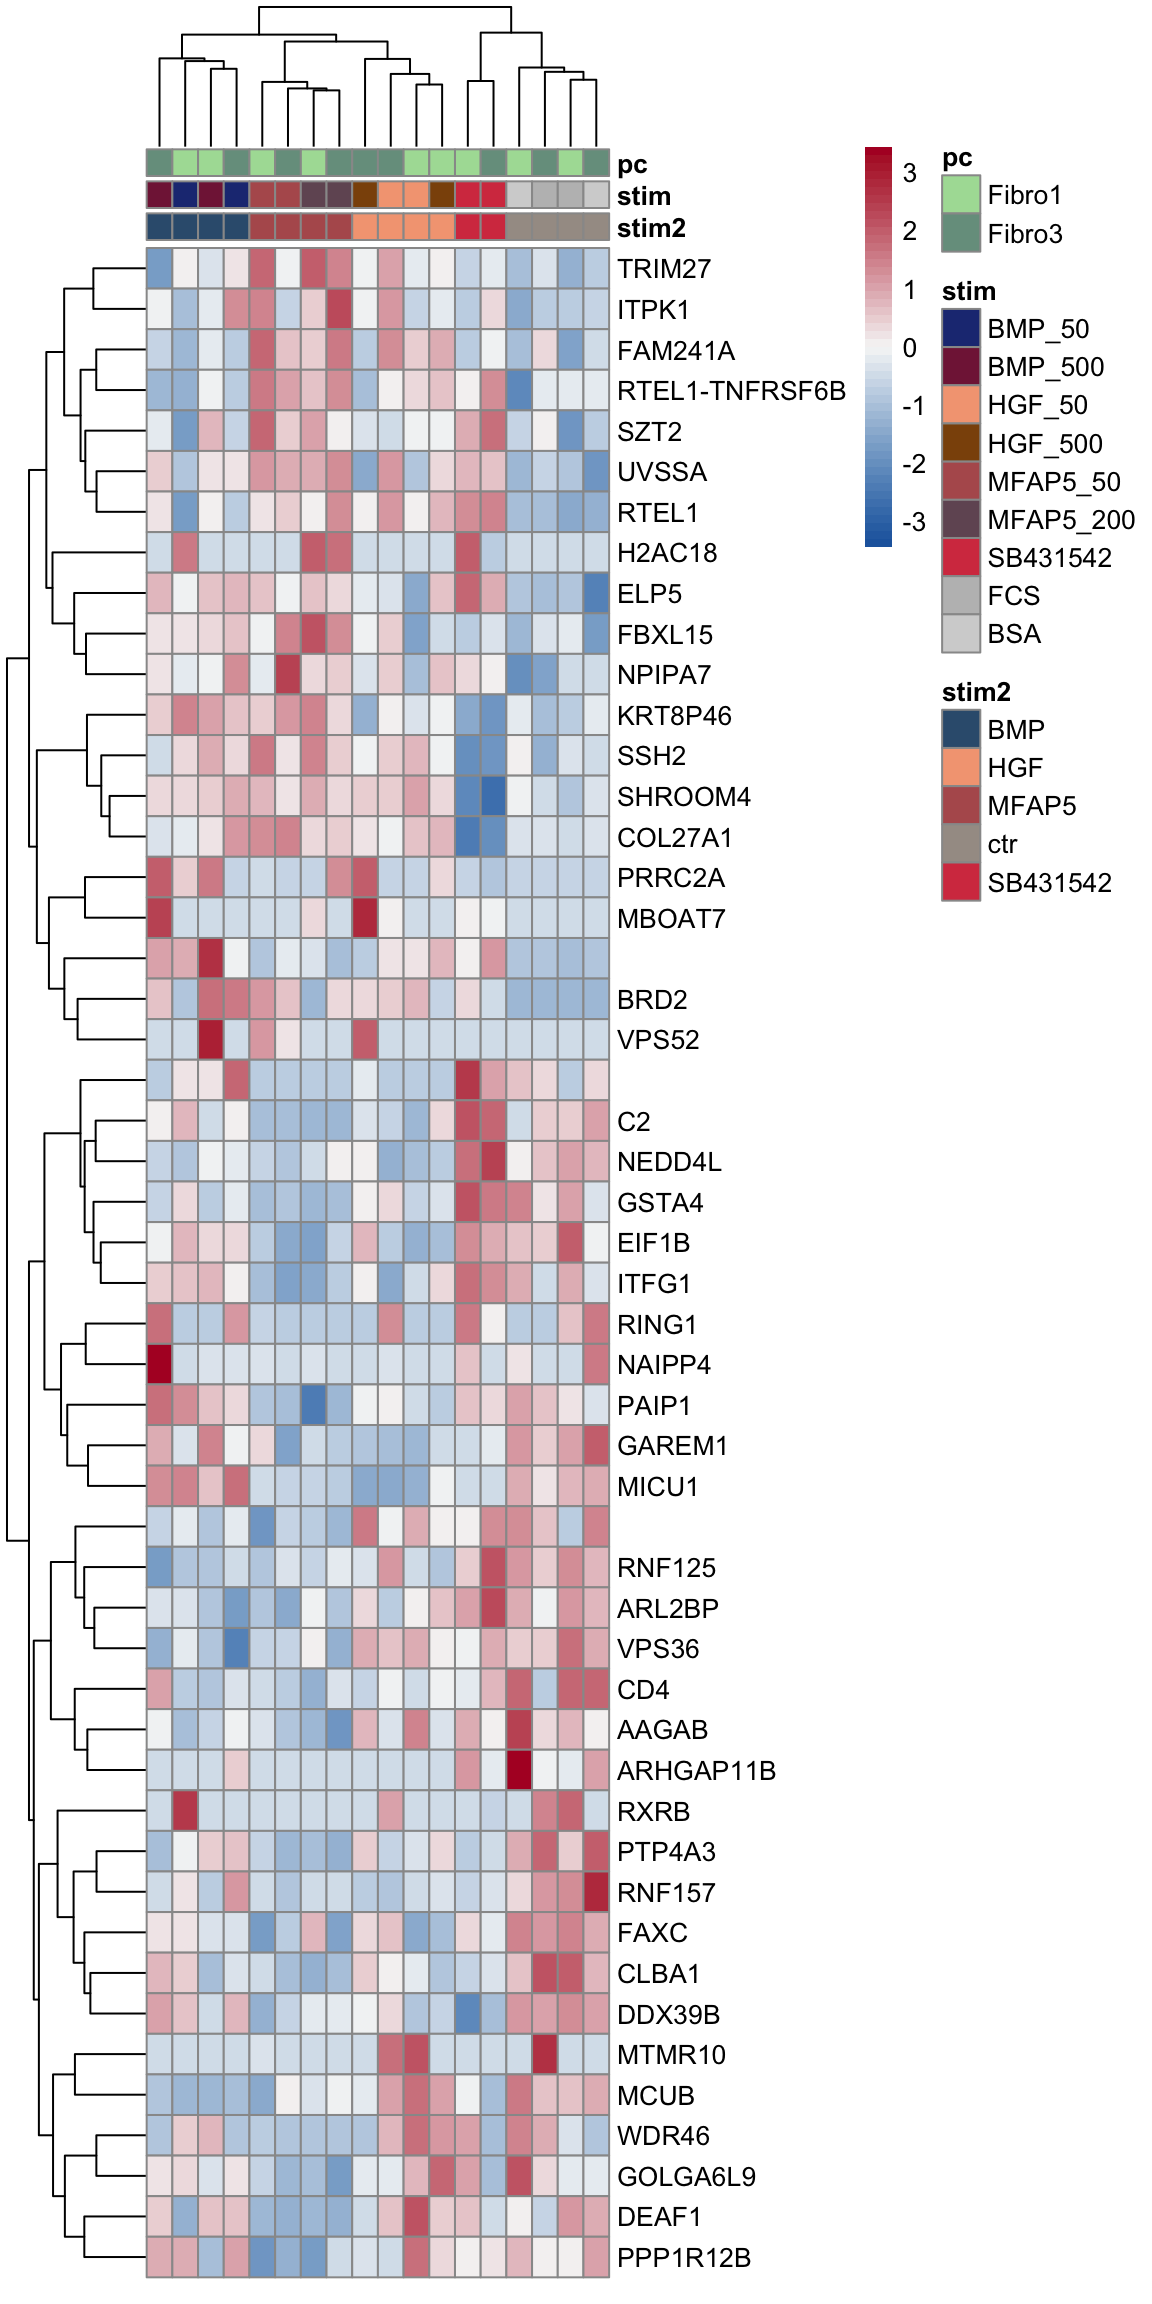 pc
stim
stim2
TRIM27
ITPK1
FAM241A
RTEL1-TNFRSF6B
SZT2
UVSSA
RTEL1
H2AC18
ELP5
FBXL15
NPIPA7
KRT8P46
SSH2
SHROOM4
COL27A1
PRRC2A
MBOAT7
BRD2
VPS52
C2
NEDD4L
GSTA4
EIF1B
ITFG1
RING1
NAIPP4
PAIP1
GAREM1
MICU1
RNF125
ARL2BP
VPS36
CD4
AAGAB
ARHGAP11B
RXRB
PTP4A3
RNF157
FAXC
CLBA1
DDX39B
MTMR10
MCUB
WDR46
GOLGA6L9
DEAF1
PPP1R12B
3
2
1
0
-1
-2
-3
pc
Fibro1
Fibro3
stim
BMP_50
BMP_500
HGF_50
HGF_500
MFAP5_50
MFAP5_200
SB431542
FCS
BSA
stim2
BMP
HGF
MFAP5
ctr
SB431542